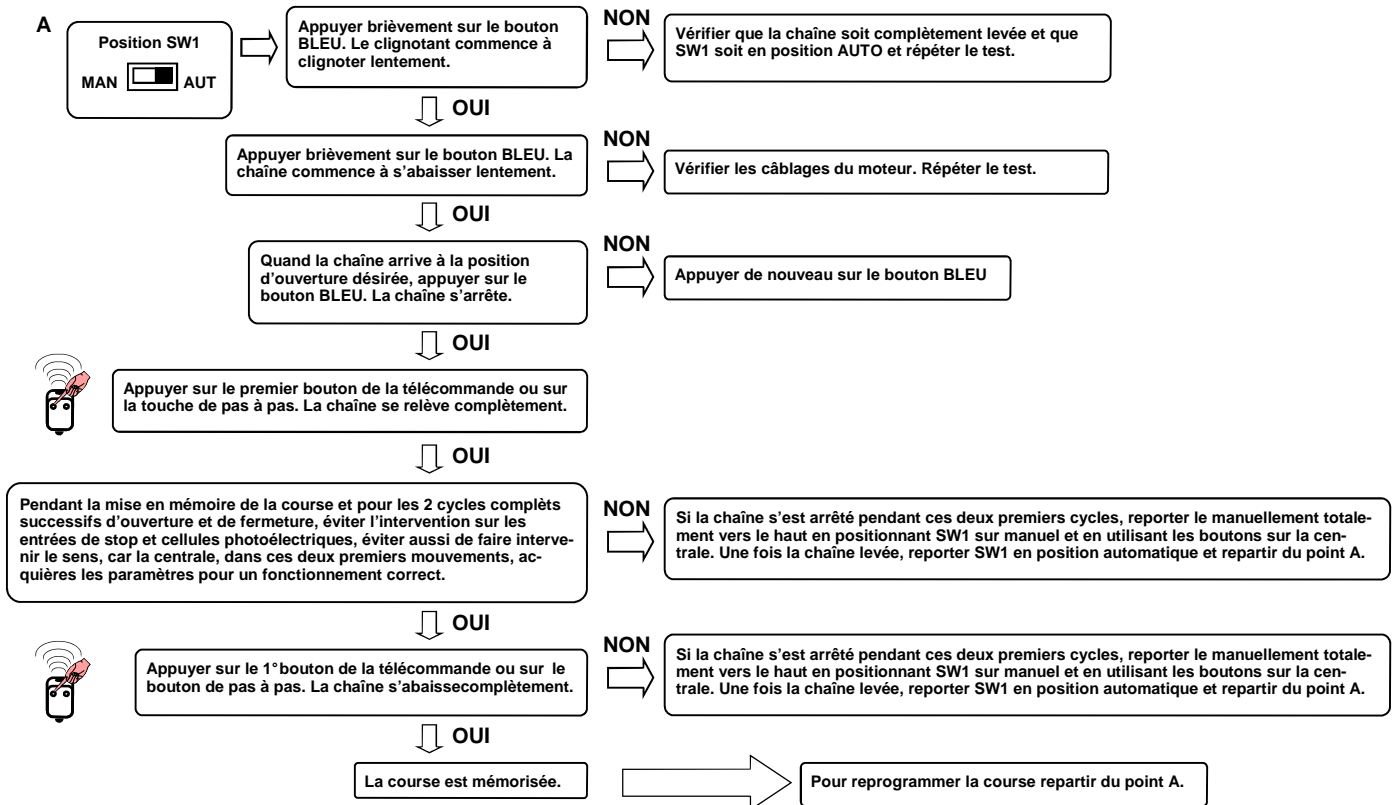 A
Position SW1
MAN AUT
Appuyer brièvement sur le bouton
BLEU. Le clignotant commence à
clignoter lentement.
NON
Vérifier que la chaîne soit complètement levée et que
SW1 soit en position AUTO et répéter le test.
OUI
Appuyer brièvement sur le bouton BLEU. La
chaîne commence à s’abaisser lentement.
NON
Vérifier les câblages du moteur. Répéter le test.
OUI
Quand la chaîne arrive à la position
d’ouverture désirée, appuyer sur le
bouton BLEU. La chaîne s’arrête.
NON
Appuyer de nouveau sur le bouton BLEU
OUI
Appuyer sur le premier bouton de la télécommande ou sur
la touche de pas à pas. La chaîne se relève complètement.
OUI
Pendant la mise en mémoire de la course et pour les 2 cycles complèts
successifs d’ouverture et de fermeture, éviter l’intervention sur les
entrées de stop et cellules photoélectriques, éviter aussi de faire interve-
nir le sens, car la centrale, dans ces deux premiers mouvements, ac-
quières les paramètres pour un fonctionnement correct.
NON
Si la chaîne s’est arrêté pendant ces deux premiers cycles, reporter le manuellement totale-
ment vers le haut en positionnant SW1 sur manuel et en utilisant les boutons sur la cen-
trale. Une fois la chaîne levée, reporter SW1 en position automatique et repartir du point A.
OUI
Appuyer sur le 1° bouton de la télécommande ou sur le
bouton de pas à pas. La chaîne s’abaissecomplètement.
NON
Si la chaîne s’est arrêté pendant ces deux premiers cycles, reporter le manuellement totale-
ment vers le haut en positionnant SW1 sur manuel et en utilisant les boutons sur la cen-
trale. Une fois la chaîne levée, reporter SW1 en position automatique et repartir du point A.
OUI
La course est mémorisée.
Pour reprogrammer la course repartir du point A.